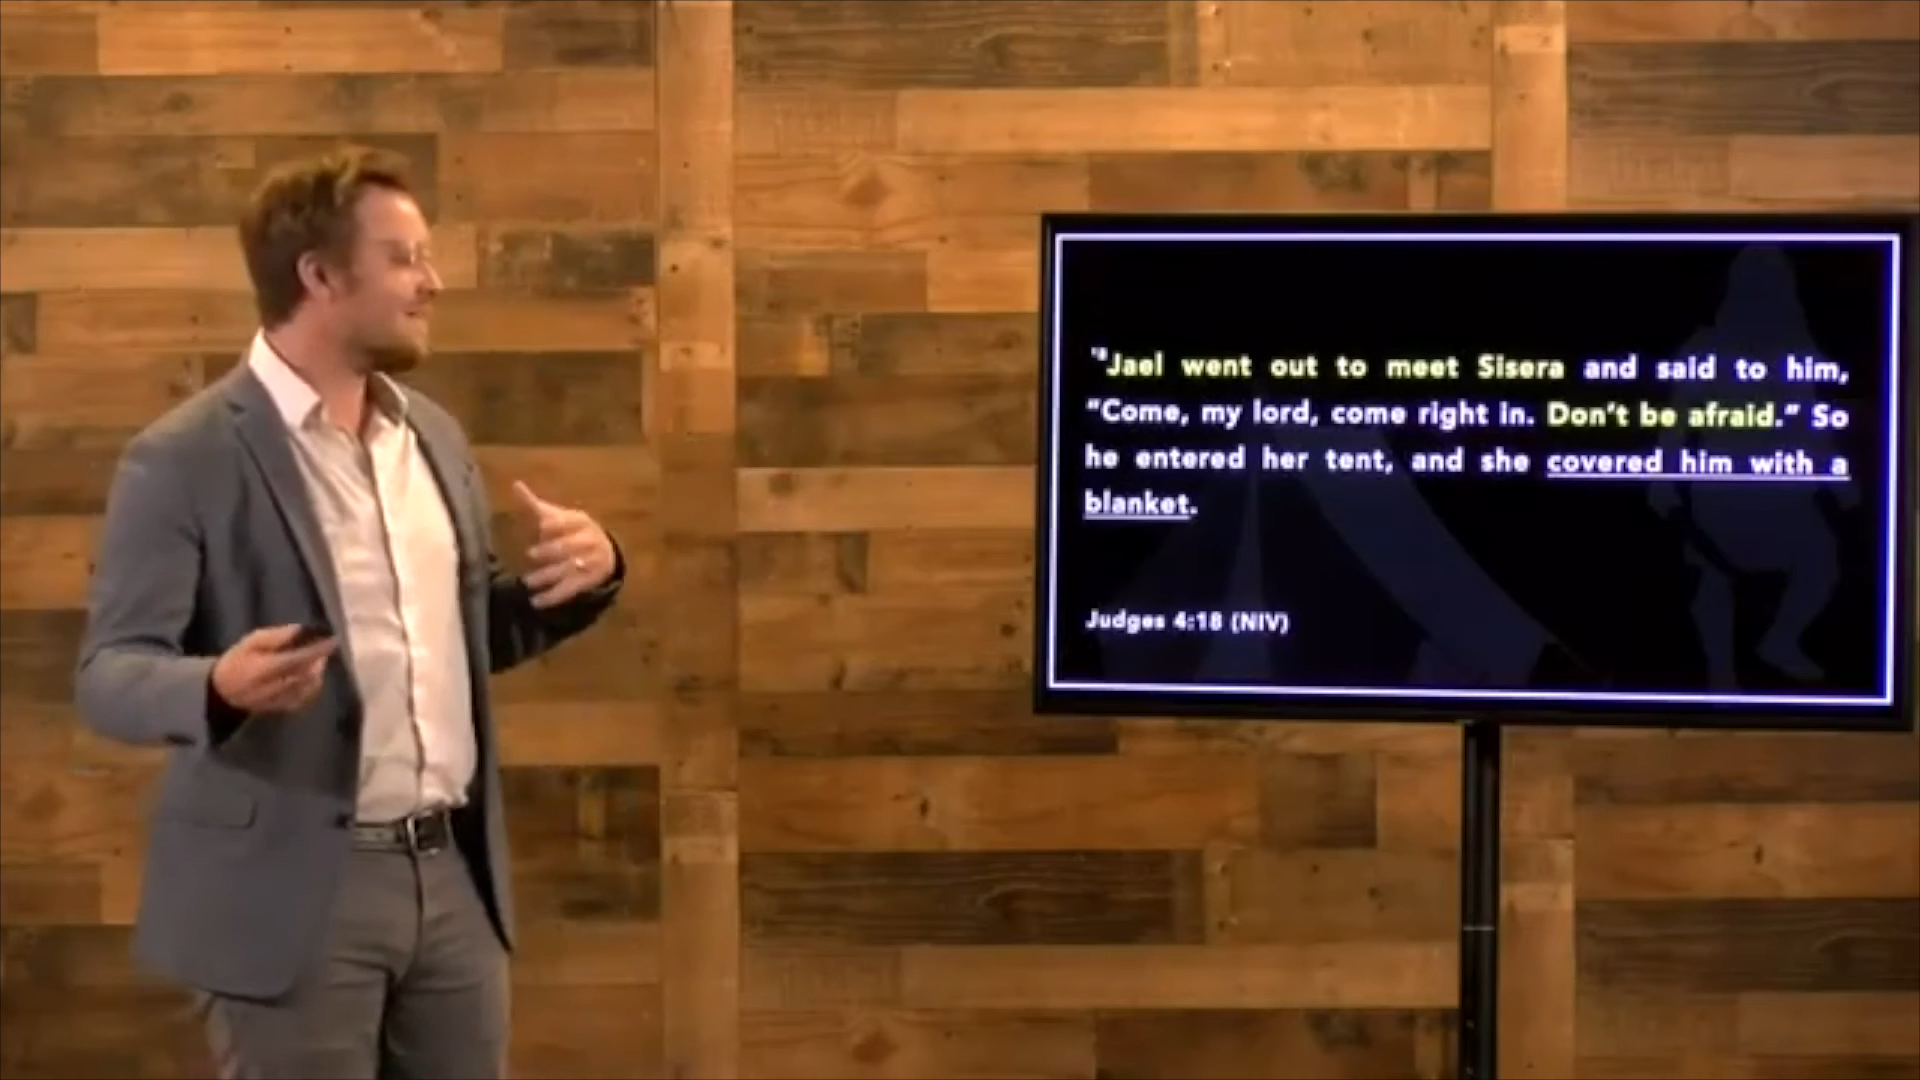 ¹⁸Jael went out to meet Sisera and said to him,
“Come, my lord, come right in. Don’t be afraid.” So
he entered her tent, and she covered him with a
blanket.
Judges 4:18 (NIV)